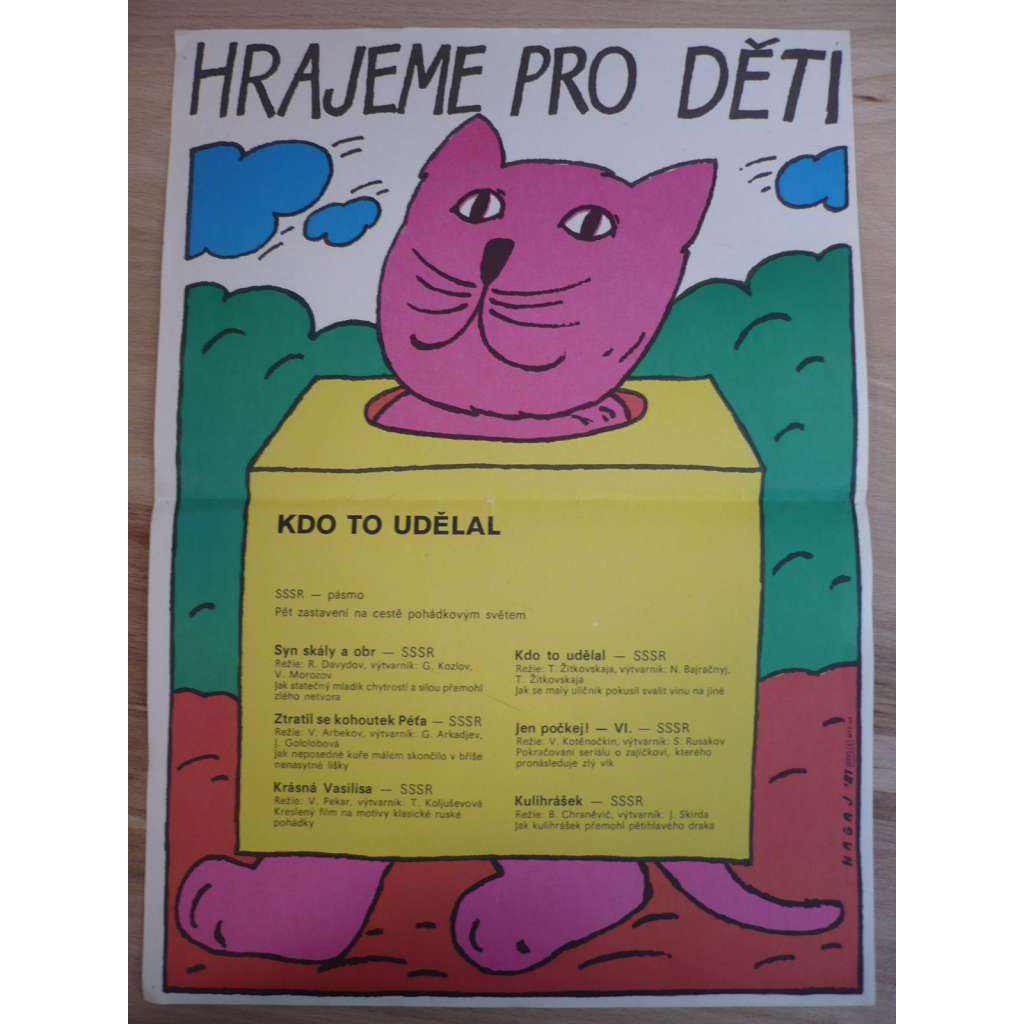 HRAJEME PRO DĚTI
KDO TO UDĚLAL
SSSR — pásmo
Pět zastavení na cestě pohádkovým světem
Syn skály a obr — SSSR
Režie: R. Davydov, výtvarník: G. Kozlov,
V. Morozov
Jak statečný mladík chytrostí a silou přemohl
zlého netvora
Ztratil se kohoutek Péťa — SSSR
Režie: V. Arbekov, výtvarník: G. Arkadjev,
J. Gololobová
Jak neposedné kuře málem skončilo v břiše
nenasytné lišky
Krásná Vasilisa — SSSR
Režie: V. Pekar, výtvarník: T. Koljuševová
Kreslený film na motivy klasické ruské
pohádky
Kdo to udělal — SSSR
Režie: T. Žitkovskaja, výtvarník: N. Bajračnyj,
T. Žitkovskaja
Jak se malý uličník pokusil svalit vinu na jiné
Jen počkej! — VI. — SSSR
Režie: V. Kotěnočkin, výtvarník: S. Rusakov
Pokračování seriálu o zajíčkovi, kterého
pronásleduje zlý vlk
Kulihrášek — SSSR
Režie: B. Chraněvič, výtvarník: J. Skirda
Jak kulihrášek přemohl pětihlavého draka
NAGAJ '87